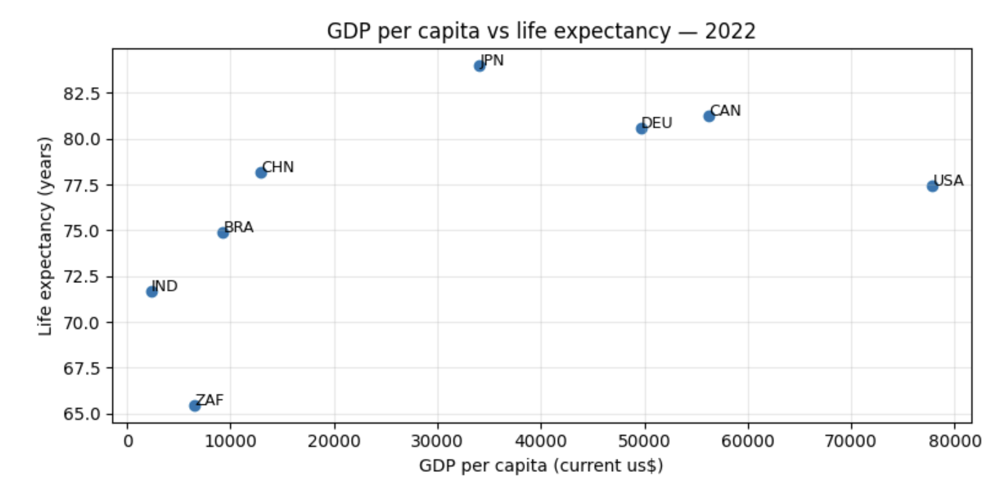 GDP per capita vs life expectancy — 2022
JPN
82.5
CAN
DEU
80.0
CHN
77.5
USA
75.0
BRA
72.5
IND
70.0
67.5
65.0
ZAF
Life expectancy (years)
0 10000 20000 30000 40000 50000 60000 70000 80000
GDP per capita (current us$)